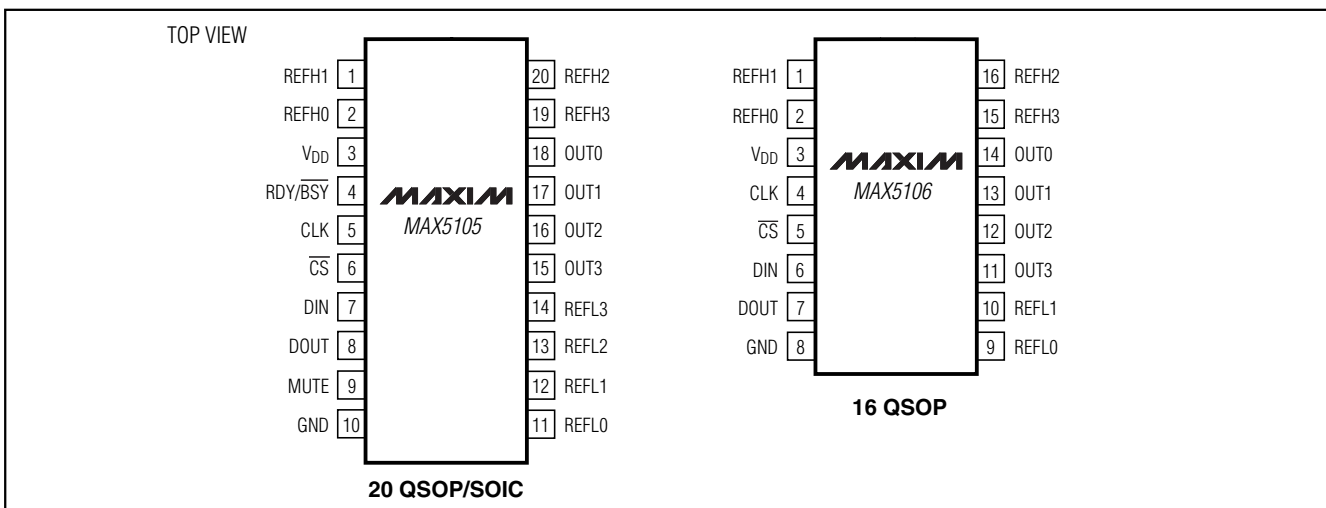 TOP VIEW
REFH1 1 20 REFH2
REFH0 2 19 REFH3
VDD 3 18 OUT0
RDY/B̅S̅Y̅ 4 17 OUT1
CLK 5 16 OUT2
C̅S̅ 6 15 OUT3
DIN 7 14 REFL3
DOUT 8 13 REFL2
MUTE 9 12 REFL1
GND 10 11 REFL0
MAXIM
MAX5105
20 QSOP/SOIC
REFH1 1 16 REFH2
REFH0 2 15 REFH3
VDD 3 14 OUT0
CLK 4 13 OUT1
C̅S̅ 5 12 OUT2
DIN 6 11 OUT3
DOUT 7 10 REFL1
GND 8 9 REFL0
MAXIM
MAX5106
16 QSOP